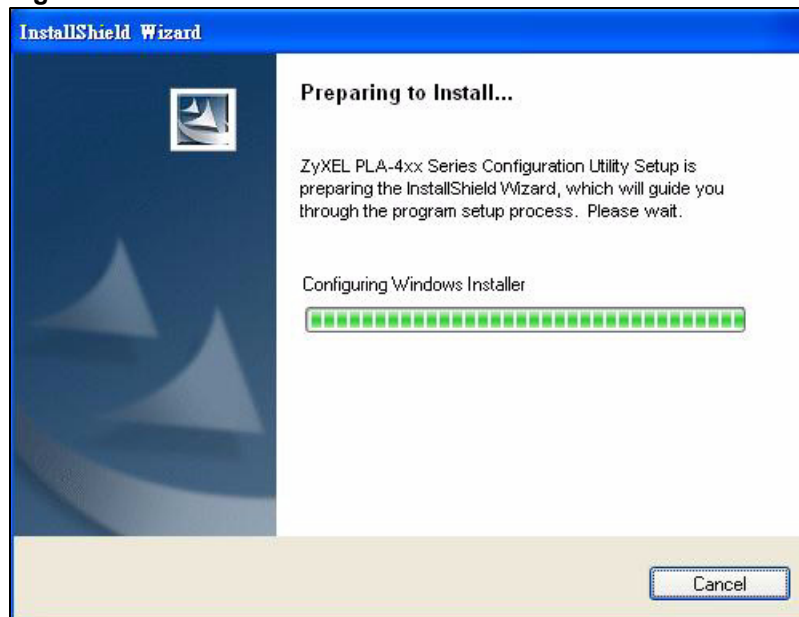 InstallShield Wizard
Preparing to Install...
ZyXEL PLA-4xx Series Configuration Utility Setup is
preparing the InstallShield Wizard, which will guide you
through the program setup process. Please wait.
Configuring Windows Installer
Cancel